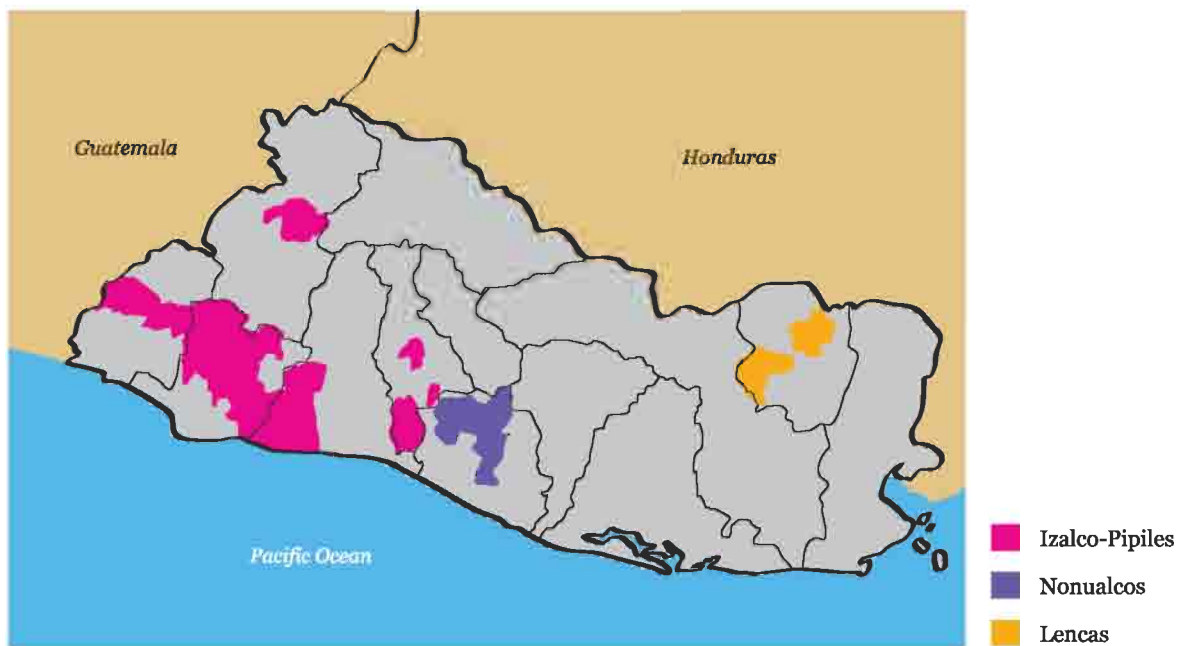 Guatemala
Honduras
Pacific Ocean
Izalco-Pipiles
Nonualcos
Lencas